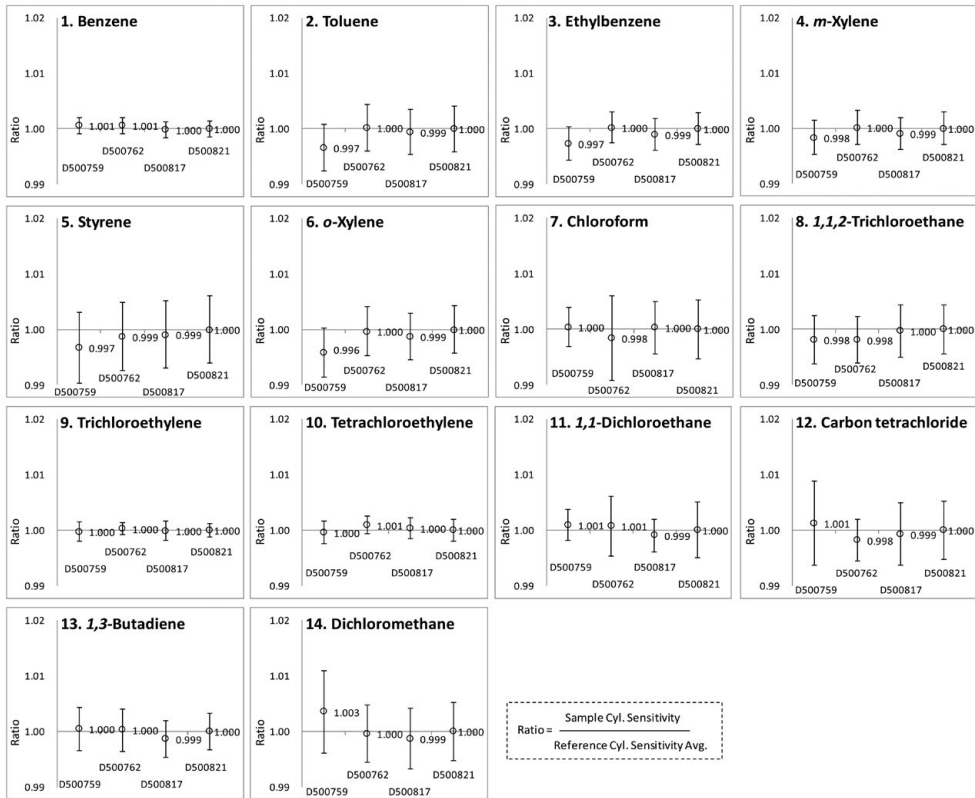 1. Benzene
1.02
1.01
1.00
0.99
Ratio
1.001
1.001
1.000
1.000
D500759
D500762
D500817
D500821
2. Toluene
1.02
1.01
1.00
0.99
Ratio
0.997
1.000
0.999
1.000
D500759
D500762
D500817
D500821
3. Ethylbenzene
1.02
1.01
1.00
0.99
Ratio
0.997
1.000
0.999
1.000
D500759
D500762
D500817
D500821
4. m-Xylene
1.02
1.01
1.00
0.99
Ratio
0.998
1.000
0.999
1.000
D500759
D500762
D500817
D500821
5. Styrene
1.02
1.01
1.00
0.99
Ratio
0.997
0.999
0.999
1.000
D500759
D500762
D500817
D500821
6. o-Xylene
1.02
1.01
1.00
0.99
Ratio
0.996
1.000
0.999
1.000
D500759
D500762
D500817
D500821
7. Chloroform
1.02
1.01
1.00
0.99
Ratio
1.000
0.998
1.000
1.000
D500759
D500762
D500817
D500821
8. 1,1,2-Trichloroethane
1.02
1.01
1.00
0.99
Ratio
0.998
0.998
1.000
1.000
D500759
D500762
D500817
D500821
9. Trichloroethylene
1.02
1.01
1.00
0.99
Ratio
1.000
1.000
1.000
1.000
D500759
D500762
D500817
D500821
10. Tetrachloroethylene
1.02
1.01
1.00
0.99
Ratio
1.000
1.001
1.000
1.000
D500759
D500762
D500817
D500821
11. 1,1-Dichloroethane
1.02
1.01
1.00
0.99
Ratio
1.001
1.001
0.999
1.000
D500759
D500762
D500817
D500821
12. Carbon tetrachloride
1.02
1.01
1.00
0.99
Ratio
1.001
0.998
0.999
1.000
D500759
D500762
D500817
D500821
13. 1,3-Butadiene
1.02
1.01
1.00
0.99
Ratio
1.000
1.000
0.999
1.000
D500759
D500762
D500817
D500821
14. Dichloromethane
1.02
1.01
1.00
0.99
Ratio
1.003
1.000
0.999
1.000
D500759
D500762
D500817
D500821
Sample Cyl. Sensitivity
Ratio =
Reference Cyl. Sensitivity Avg.